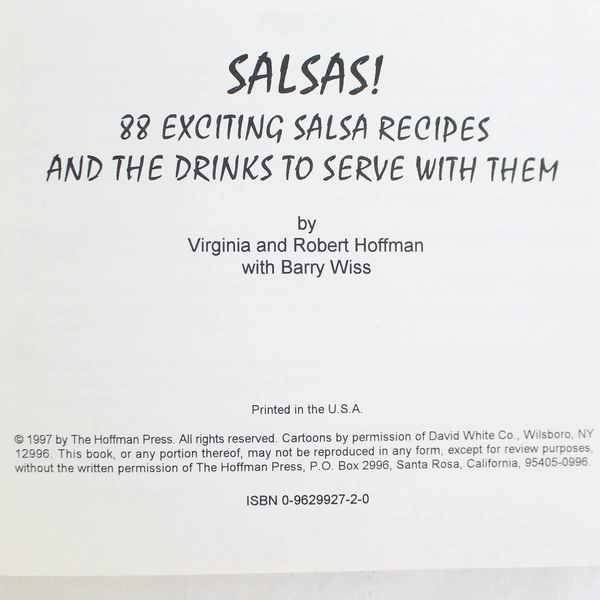 SALSAS!
88 EXCITING SALSA RECIPES
AND THE DRINKS TO SERVE WITH THEM
by
Virginia and Robert Hoffman
with Barry Wiss
Printed in the U.S.A.
© 1997 by The Hoffman Press. All rights reserved. Cartoons by permission of David White Co., Wilsboro, NY
12996. This book, or any portion thereof, may not be reproduced in any form, except for review purposes,
without the written permission of The Hoffman Press, P.O. Box 2996, Santa Rosa, California, 95405-0996.
ISBN 0-9629927-2-0